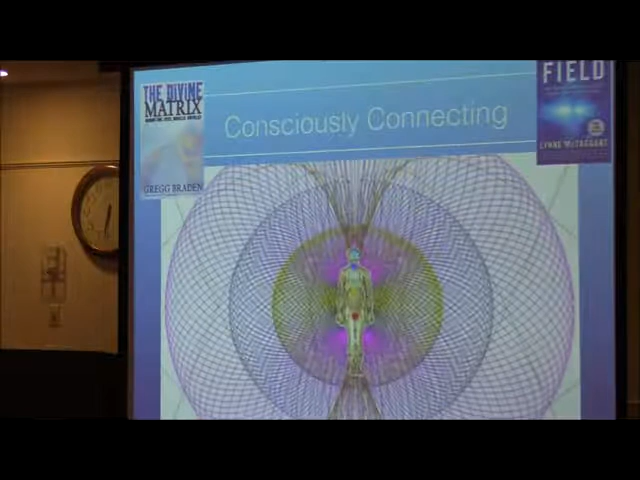 THE DIVINE
MATRIX
GREGG BRADEN
Consciously Connecting
FIELD
LYNNE McTAGGART